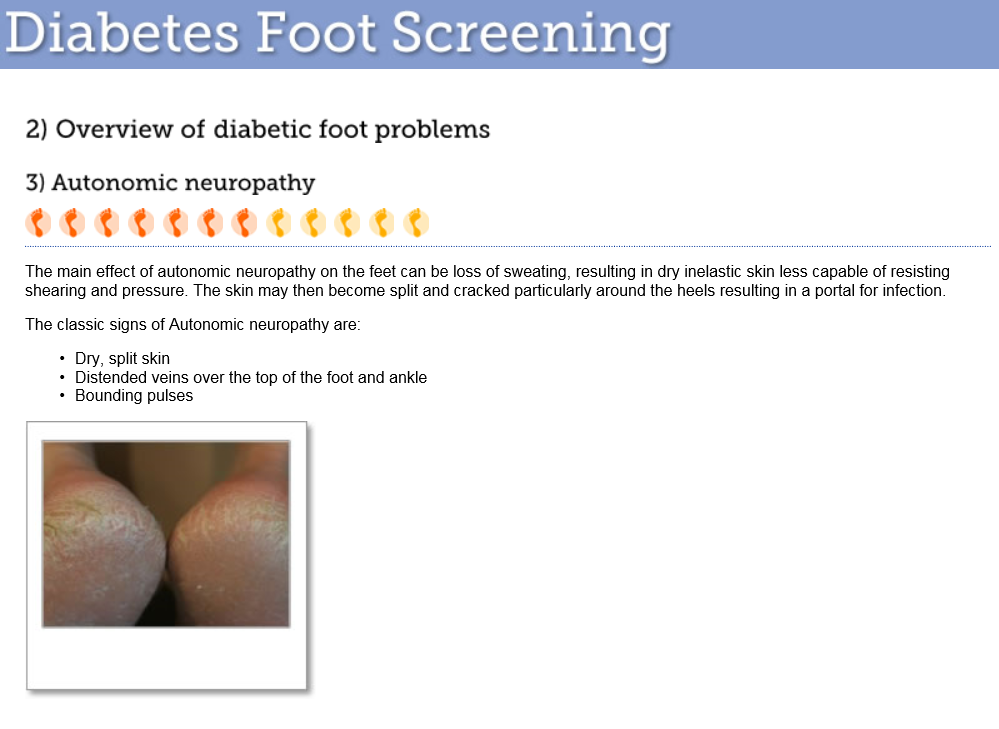 Diabetes Foot Screening
2) Overview of diabetic foot problems
3) Autonomic neuropathy
The main effect of autonomic neuropathy on the feet can be loss of sweating, resulting in dry inelastic skin less capable of resisting
shearing and pressure. The skin may then become split and cracked particularly around the heels resulting in a portal for infection.
The classic signs of Autonomic neuropathy are:
• Dry, split skin
• Distended veins over the top of the foot and ankle
• Bounding pulses